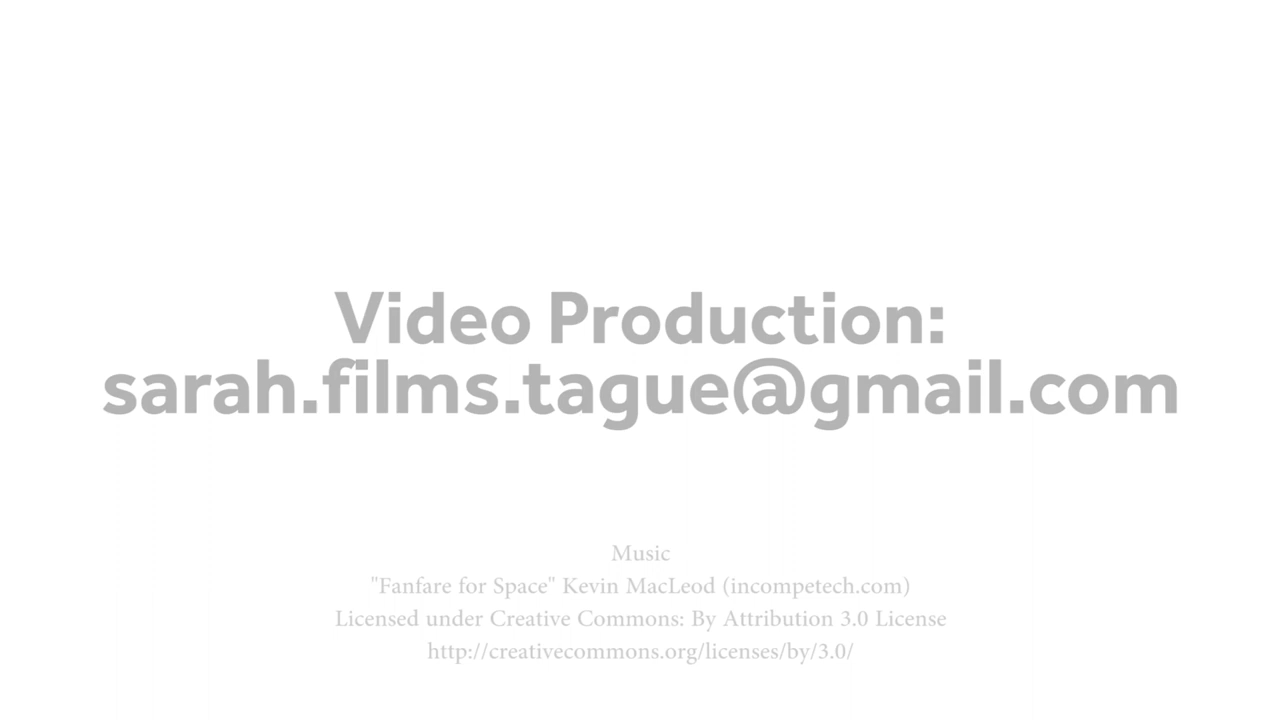 Video Production:
sarah.films.tague@gmail.com
Music
"Fanfare for Space" Kevin MacLeod (incompetech.com)
Licensed under Creative Commons: By Attribution 3.0 License
http://creativecommons.org/licenses/by/3.0/